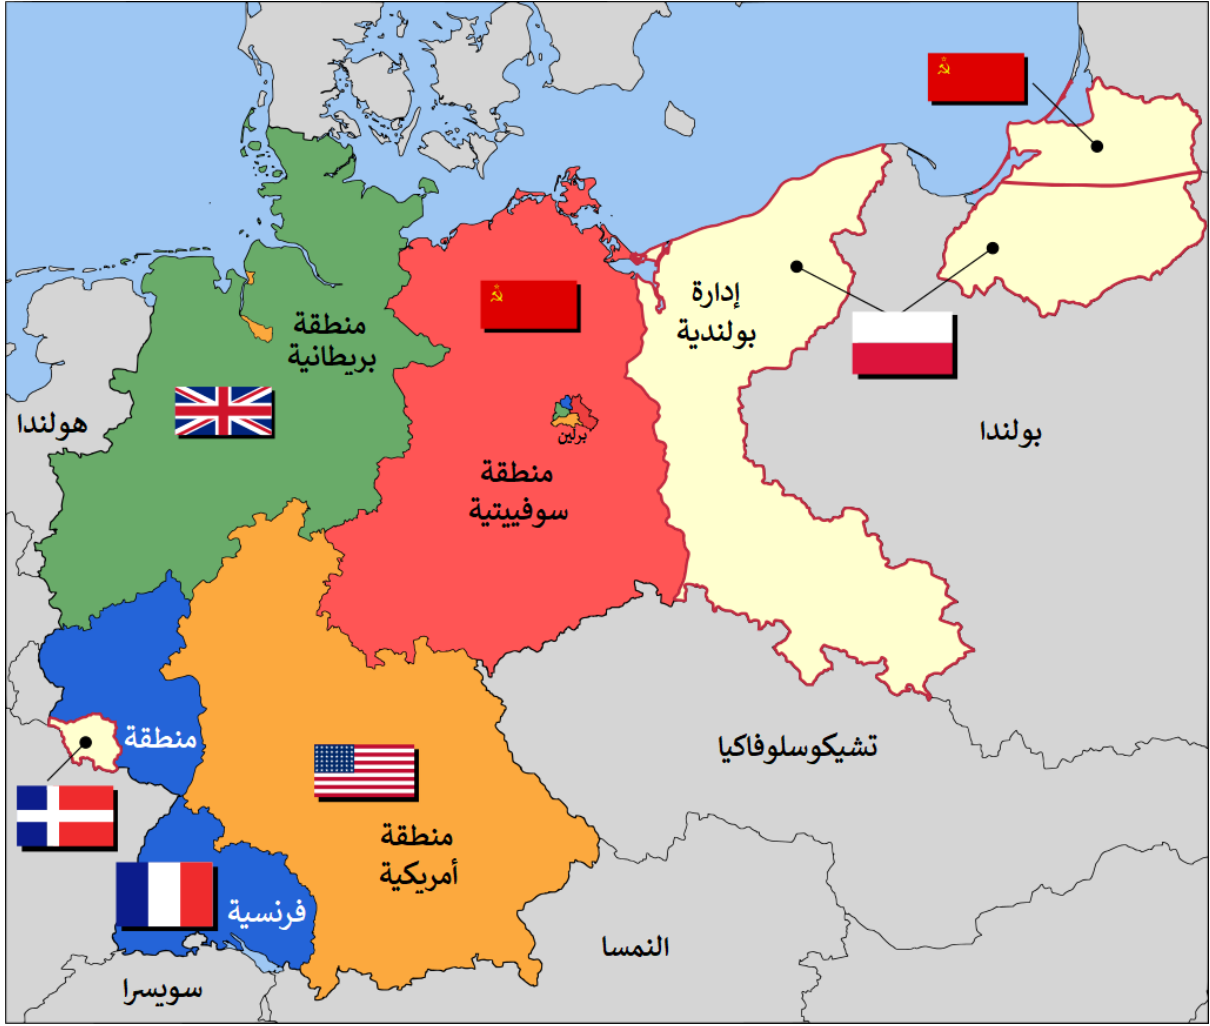 إدارة
بولندية
منطقة
بريطانية
هولندا
برلين
بولندا
منطقة
سوفييتية
منطقة
تشيكوسلوفاكيا
منطقة
أمريكية
فرنسية
النمسا
سويسرا